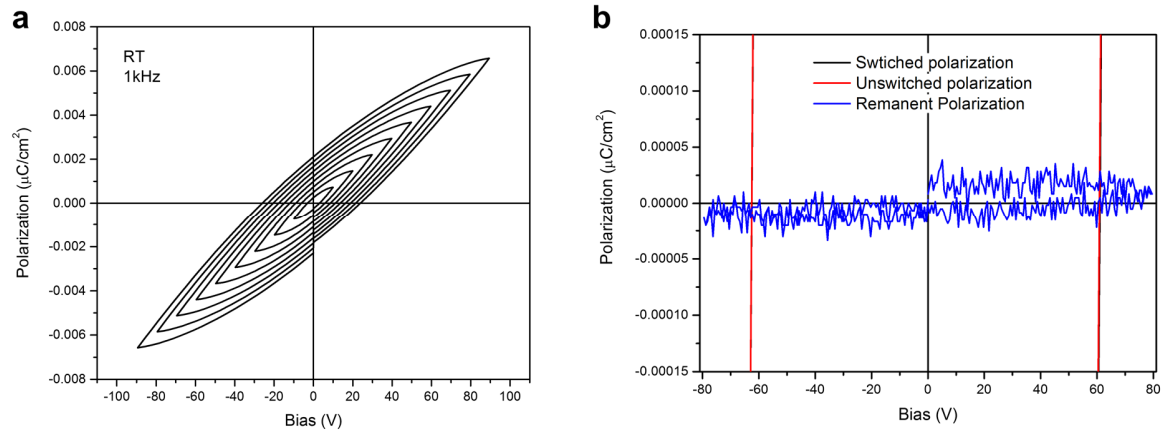 a
RT
1kHz
0.008
0.006
0.004
0.002
0.000
-0.002
-0.004
-0.006
-0.008
Polarization (μC/cm²)
-100 -80 -60 -40 -20 0 20 40 60 80 100
Bias (V)
b
0.00015
0.00010
0.00005
0.00000
-0.00005
-0.00010
-0.00015
Polarization (μC/cm²)
Swtiched polarization
Unswitched polarization
Remanent Polarization
-80 -60 -40 -20 0 20 40 60 80
Bias (V)